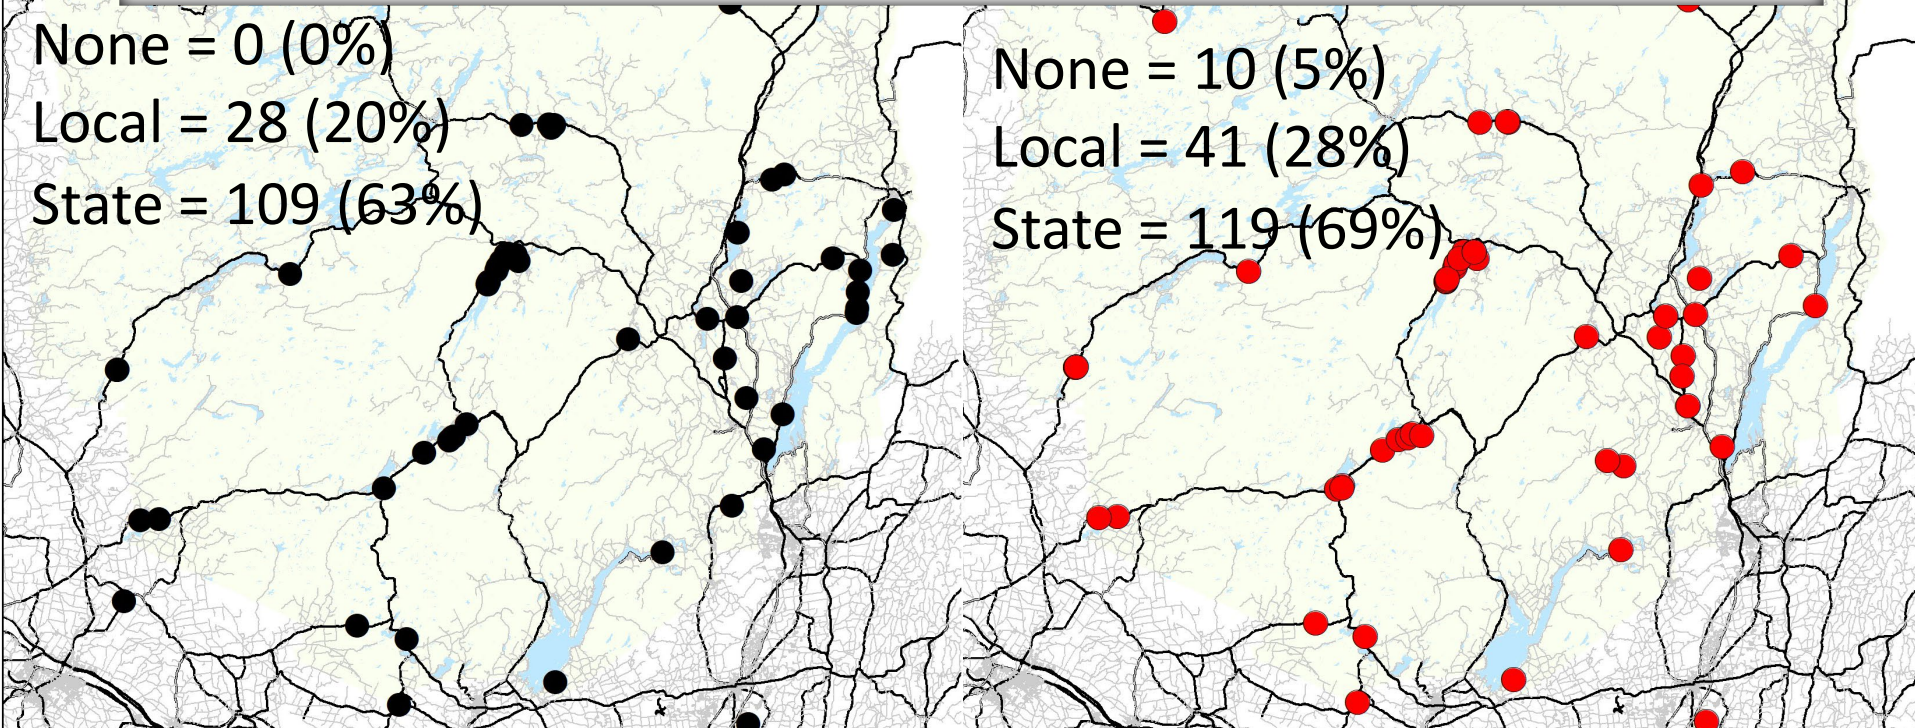 None = 0 (0%)
Local = 28 (20%)
State = 109 (63%)
None = 10 (5%)
Local = 41 (28%)
State = 119 (69%)